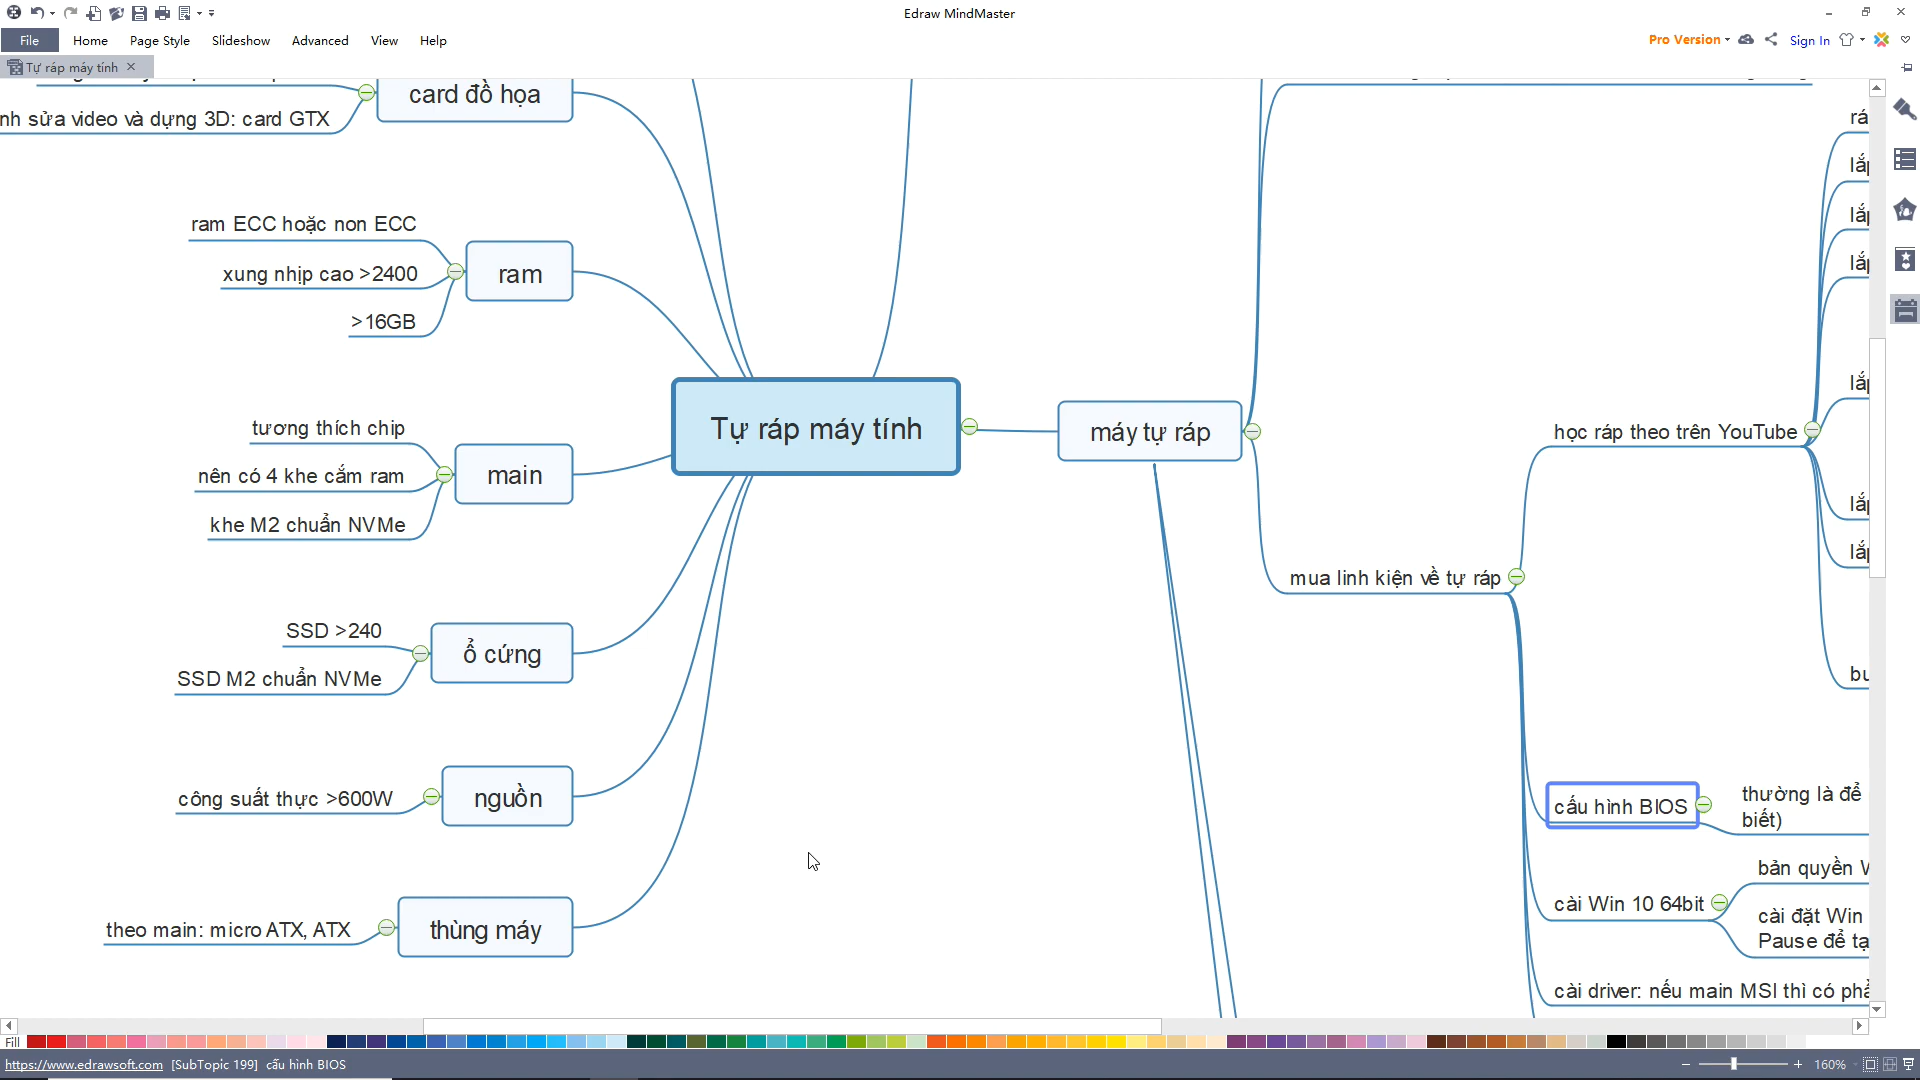 Edraw MindMaster
File
Home
Page Style
Slideshow
Advanced
View
Help
Pro Version
Sign In
Tự ráp máy tính
card đồ họa
sửa video và dựng 3D: card GTX
ram ECC hoặc non ECC
xung nhịp cao >2400
>16GB
ram
tương thích chip
nên có 4 khe cắm ram
khe M2 chuẩn NVMe
main
Tự ráp máy tính
máy tự ráp
SSD >240
SSD M2 chuẩn NVMe
ổ cứng
công suất thực >600W
nguồn
theo main: micro ATX, ATX
thùng máy
học ráp theo trên YouTube
mua linh kiện về tự ráp
cấu hình BIOS
thường là để
biết)
bản quyền
cài Win 10 64bit
cài đặt Win
Pause để
cài driver: nếu main MSI thì có
Fill
https://www.edrawsoft.com [SubTopic 199] cấu hình BIOS
160%